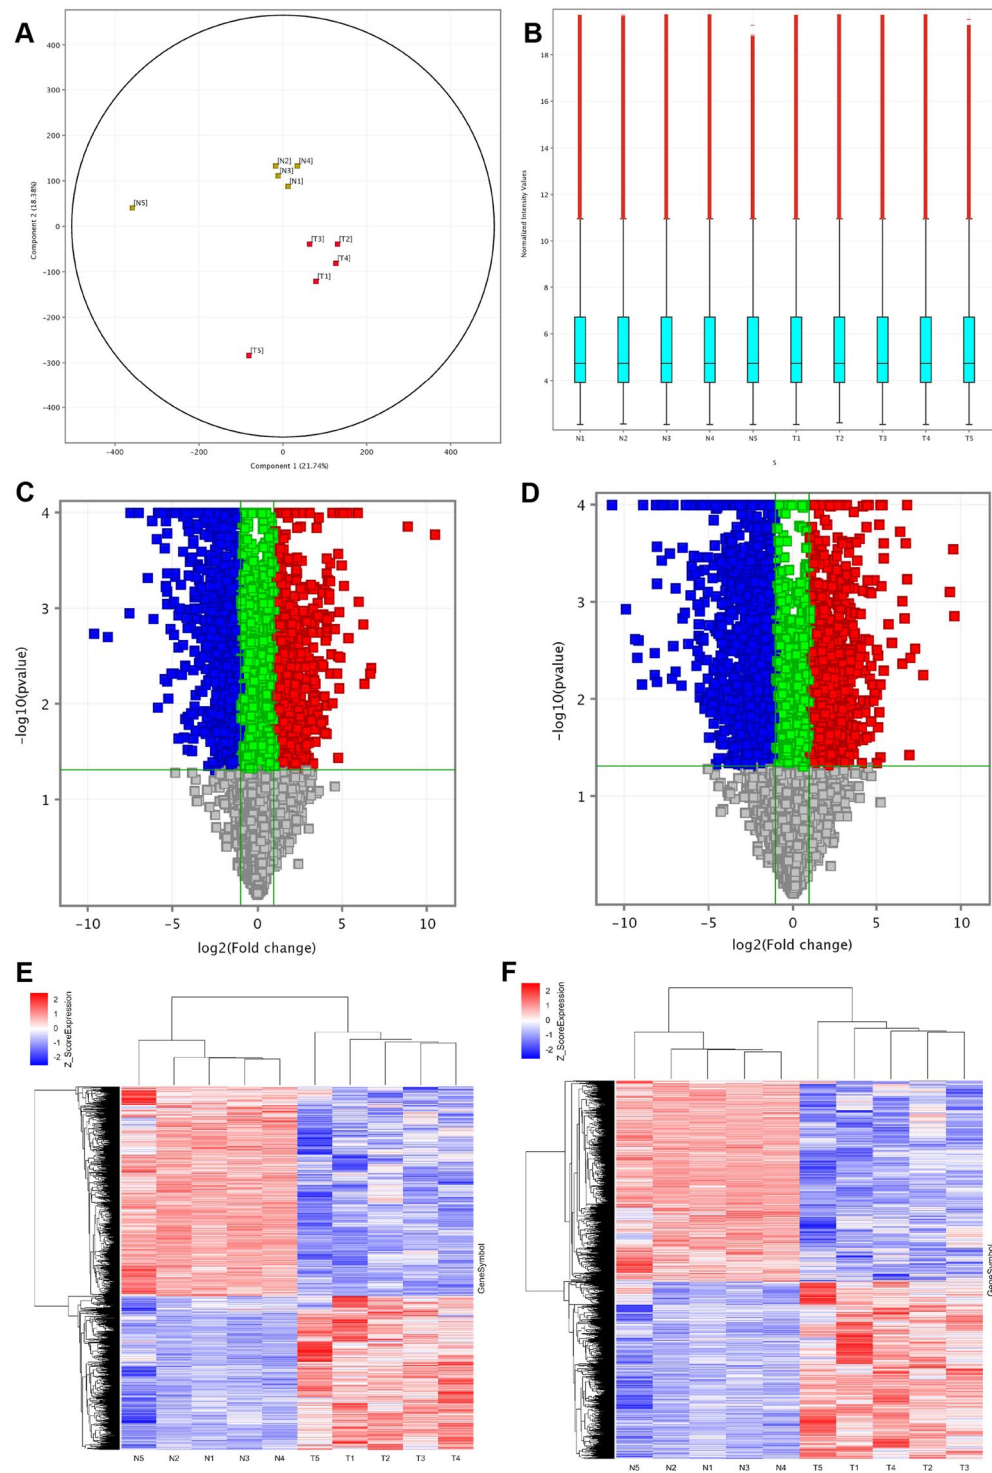 A
400
300
200
100
0
-100
-200
-300
-400
Component 2 (18.38%)
[N2]
[N4]
[N3]
[N1]
[N5]
[T3]
[T2]
[T4]
[T1]
[T5]
-400
-200
0
200
400
Component 1 (21.74%)
B
18
16
14
12
10
8
6
4
Normalized Intensity Values
N1 N2 N3 N4 N5 T1 T2 T3 T4 T5
S
C
4
3
2
1
-log10(pvalue)
-10 -5 0 5 10
log2(Fold change)
D
4
3
2
1
-log10(pvalue)
-10 -5 0 5 10
log2(Fold change)
E
2
1
0
-1
-2
Z_ScoreExpression
GeneSymbol
N5 N2 N1 N3 N4 T5 T1 T2 T3 T4
F
2
1
0
-1
-2
Z_ScoreExpression
GeneSymbol
N5 N2 N1 N3 N4 T5 T1 T4 T2 T3